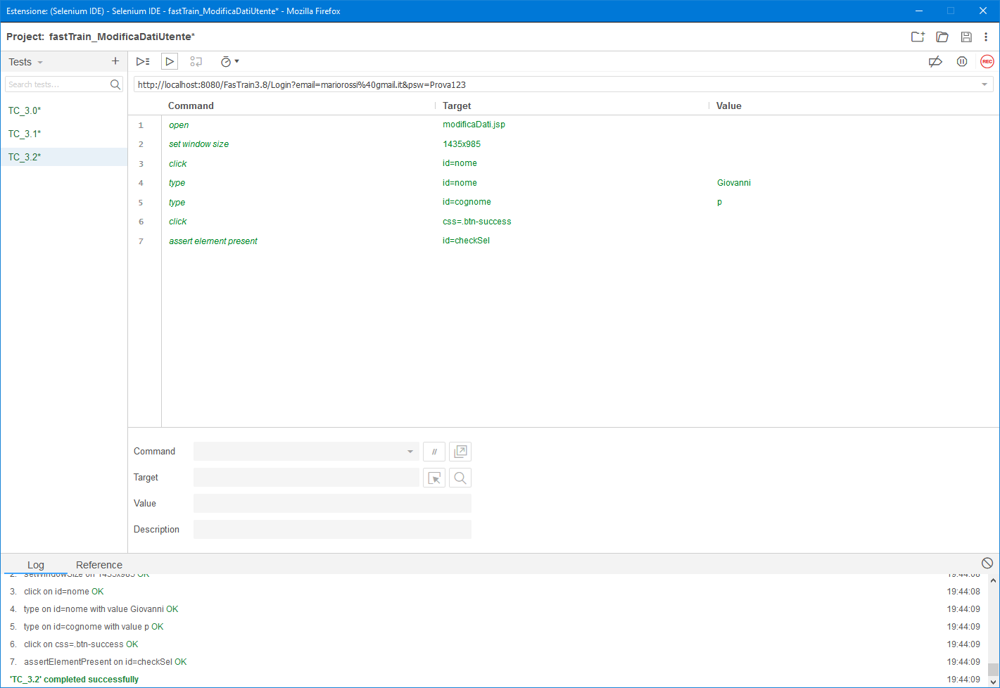 Estensione: (Selenium IDE) - Selenium IDE - fastTrain_ModificaDatiUtente* - Mozilla Firefox
Project: fastTrain_ModificaDatiUtente*
Tests
Search tests...
TC_3.0*
TC_3.1*
TC_3.2*
REC
http://localhost:8080/FasTrain3.8/Login?email=mariorossi%40gmail.it&psw=Prova123
Command Target Value
1 open modificaDati.jsp
2 set window size 1435x985
3 click id=nome
4 type id=nome Giovanni
5 type id=cognome p
6 click css=.btn-success
7 assert element present id=checkSel
Command
//
Target
Value
Description
Log Reference
2. setWindowSize on 1435x985 OK 19:44:08
3. click on id=nome OK 19:44:08
4. type on id=nome with value Giovanni OK 19:44:09
5. type on id=cognome with value p OK 19:44:09
6. click on css=.btn-success OK 19:44:09
7. assertElementPresent on id=checkSel OK 19:44:09
'TC_3.2' completed successfully 19:44:09